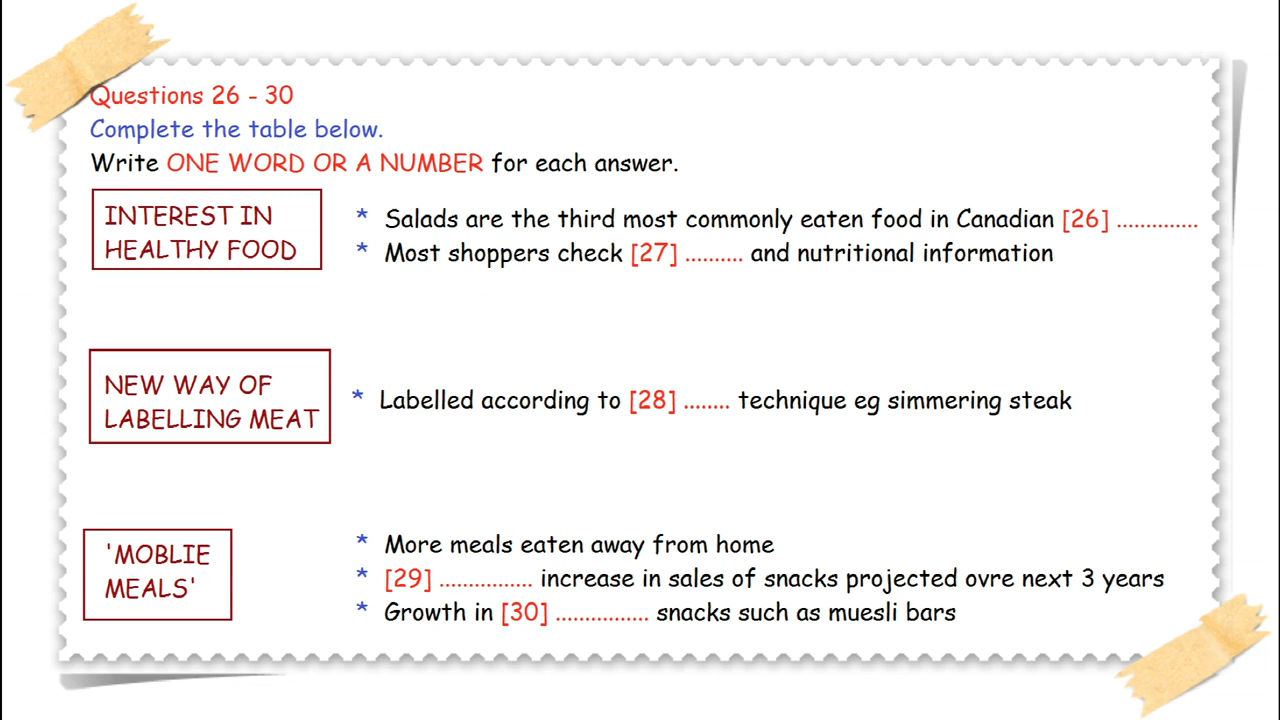 Questions 26 - 30
Complete the table below.
Write ONE WORD OR A NUMBER for each answer.
INTEREST IN
HEALTHY FOOD
* Salads are the third most commonly eaten food in Canadian [26] ..............
* Most shoppers check [27] .......... and nutritional information
NEW WAY OF
LABELLING MEAT
* Labelled according to [28] ........ technique eg simmering steak
'MOBLIE
MEALS'
* More meals eaten away from home
* [29] ................ increase in sales of snacks projected ovre next 3 years
* Growth in [30] ................ snacks such as muesli bars